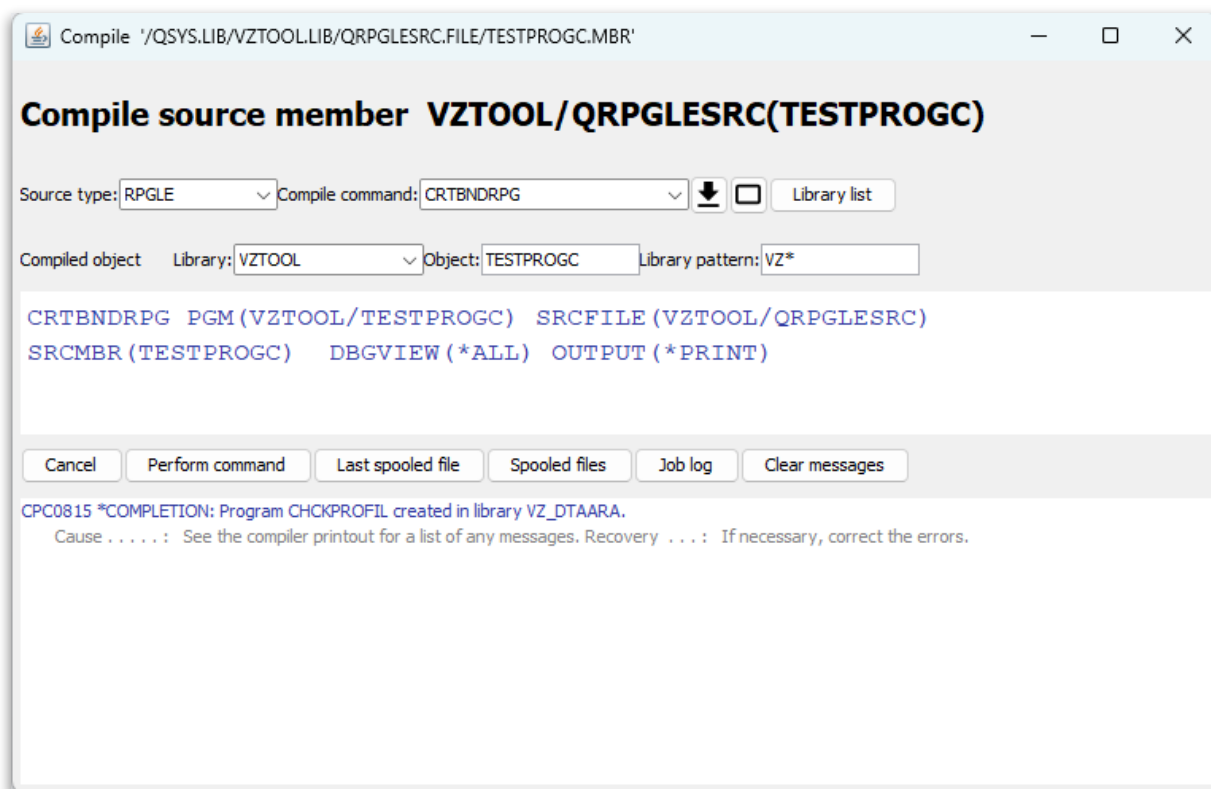 Compile '/QSYS.LIB/VZTOOL.LIB/QRPGLESRC.FILE/TESTPROGC.MBR'
Compile source member VZTOOL/QRPGLESRC(TESTPROGC)
Source type: RPGLE Compile command: CRTBNDRPG Library list
Compiled object Library: VZTOOL Object: TESTPROGC Library pattern: VZ*
CRTBNDRPG PGM(VZTOOL/TESTPROGC) SRCFILE(VZTOOL/QRPGLESRC)
SRCMBR(TESTPROGC) DBGVIEW(*ALL) OUTPUT(*PRINT)
Cancel Perform command Last spooled file Spooled files Job log Clear messages
CPC0815 *COMPLETION: Program CHCKPROFIL created in library VZ_DTAARA.
Cause . . . . . : See the compiler printout for a list of any messages. Recovery . . . : If necessary, correct the errors.